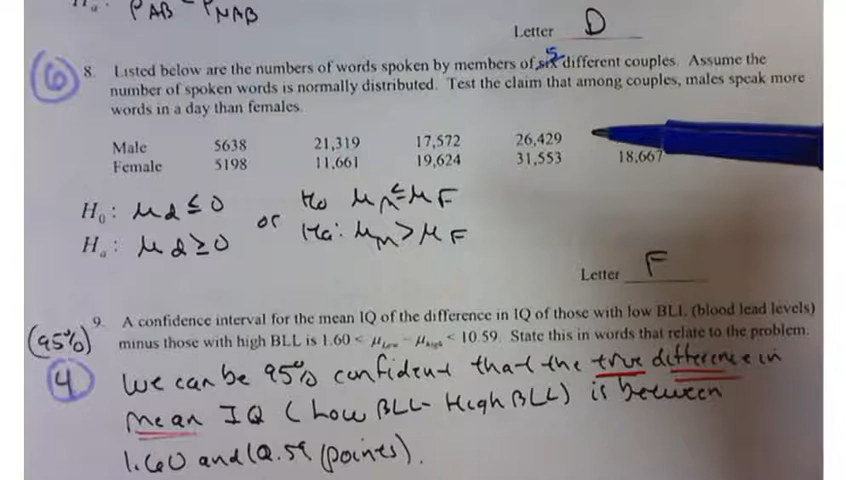 Hₐ: ρAB - ρNAB
Letter D
6 8. Listed below are the numbers of words spoken by members of six 5 different couples. Assume the
number of spoken words is normally distributed. Test the claim that among couples, males speak more
words in a day than females.
Male 5638 21,319 17,572 26,429
Female 5198 11,661 19,624 31,553 18,667
H₀: μd ≤ 0 or Ho μM ≤ μF
Hₐ: μd ≥ 0 Ha: μM > μF
Letter F
9. A confidence interval for the mean IQ of the difference in IQ of those with low BLL (blood lead levels)
(95%) minus those with high BLL is 1.60 < μLow - μhigh < 10.59. State this in words that relate to the problem.
4 We can be 95% confident that the true difference in
mean IQ (Low BLL- High BLL) is between
1.60 and 10.59 (points).